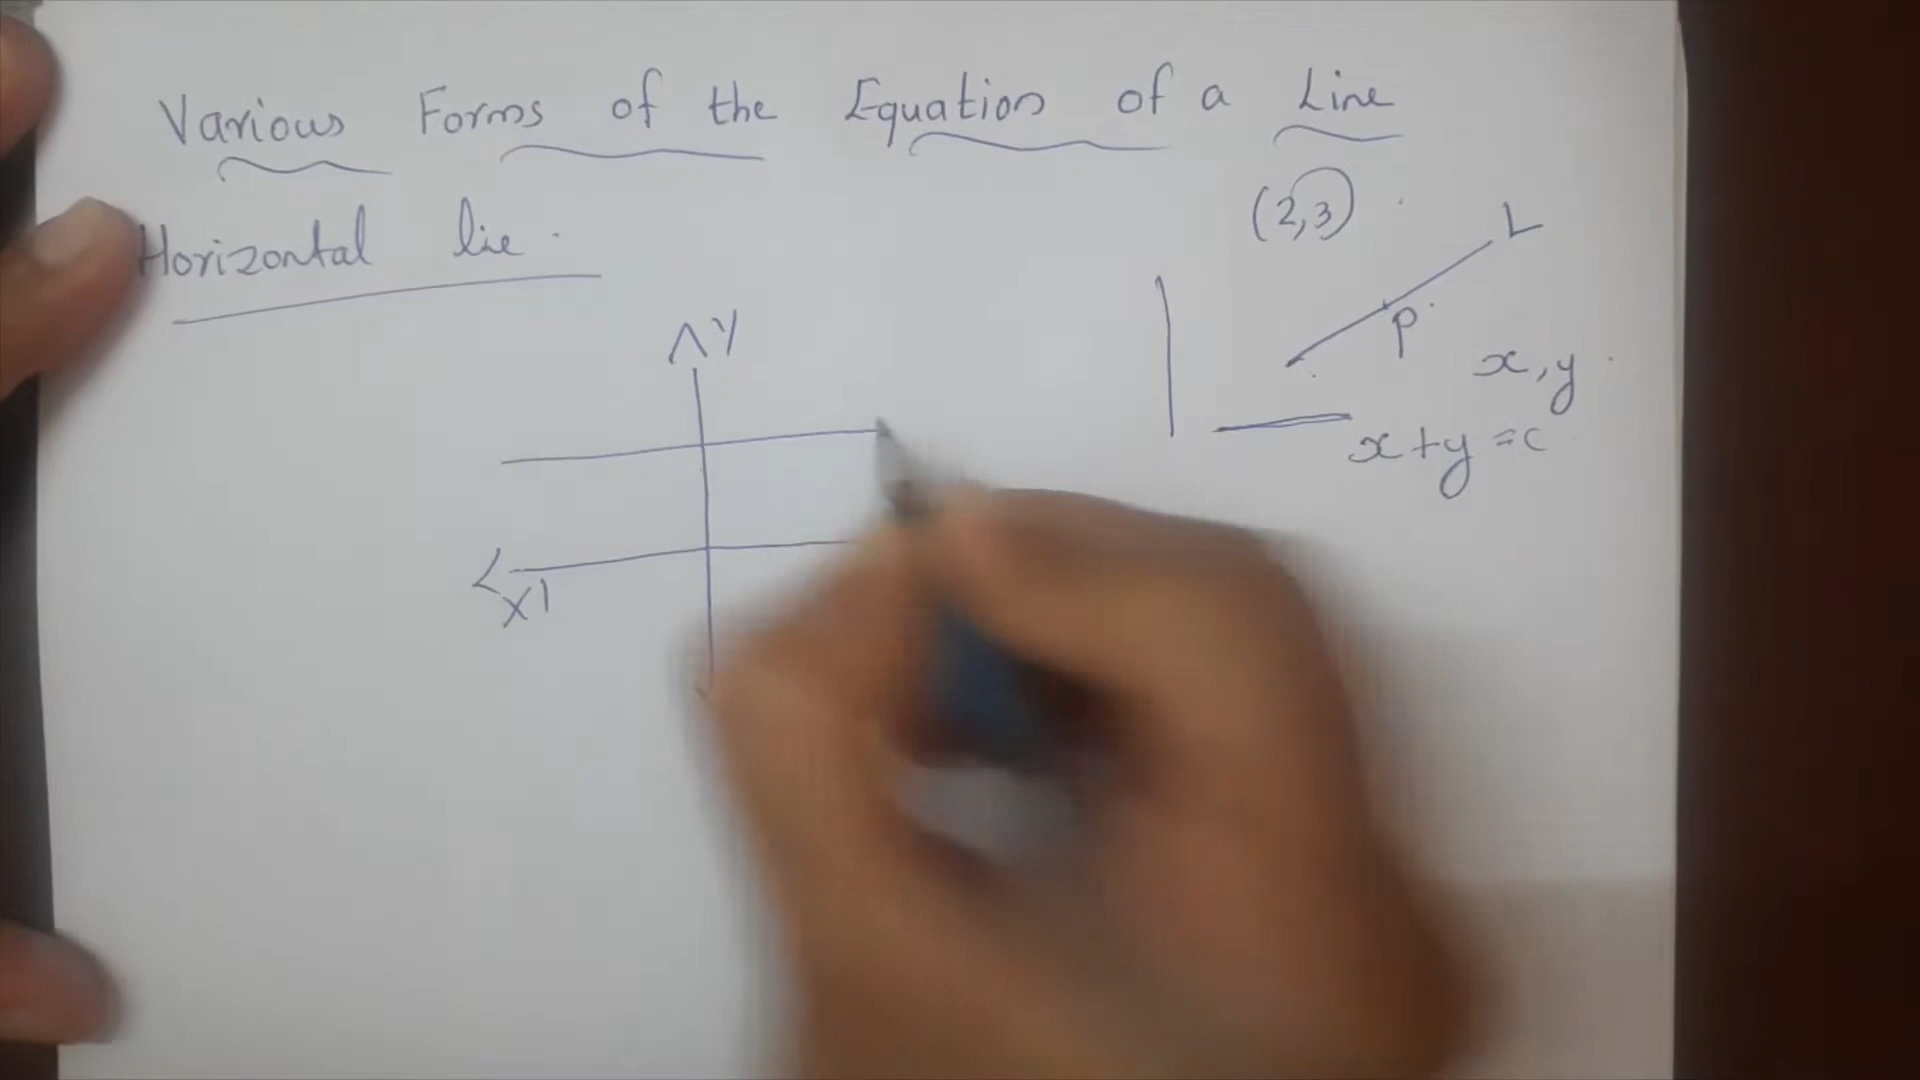 Various Forms of the Equation of a Line
Horizontal lie.
(2,3)
L
P
x, y
x+y=c
Y
X'